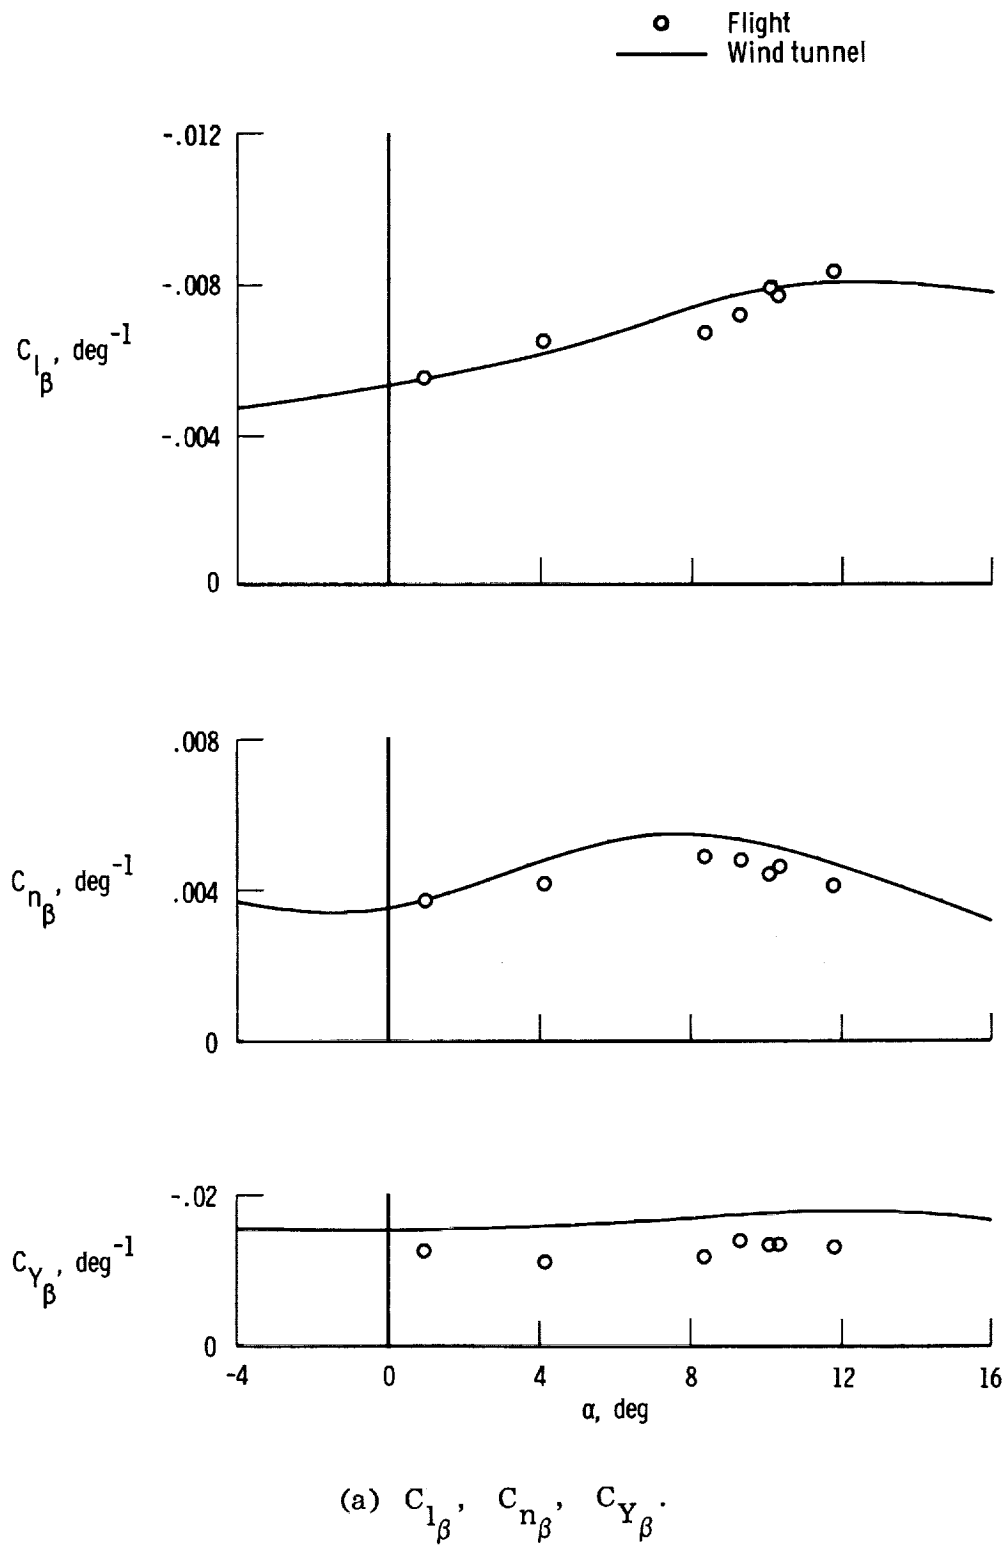 Flight
Wind tunnel
-.012
-.008
C_lβ, deg⁻¹
-.004
0
.008
C_nβ, deg⁻¹
.004
0
-.02
C_Yβ, deg⁻¹
0
-4 0 4 8 12 16
α, deg
(a) C_lβ, C_nβ, C_Yβ.